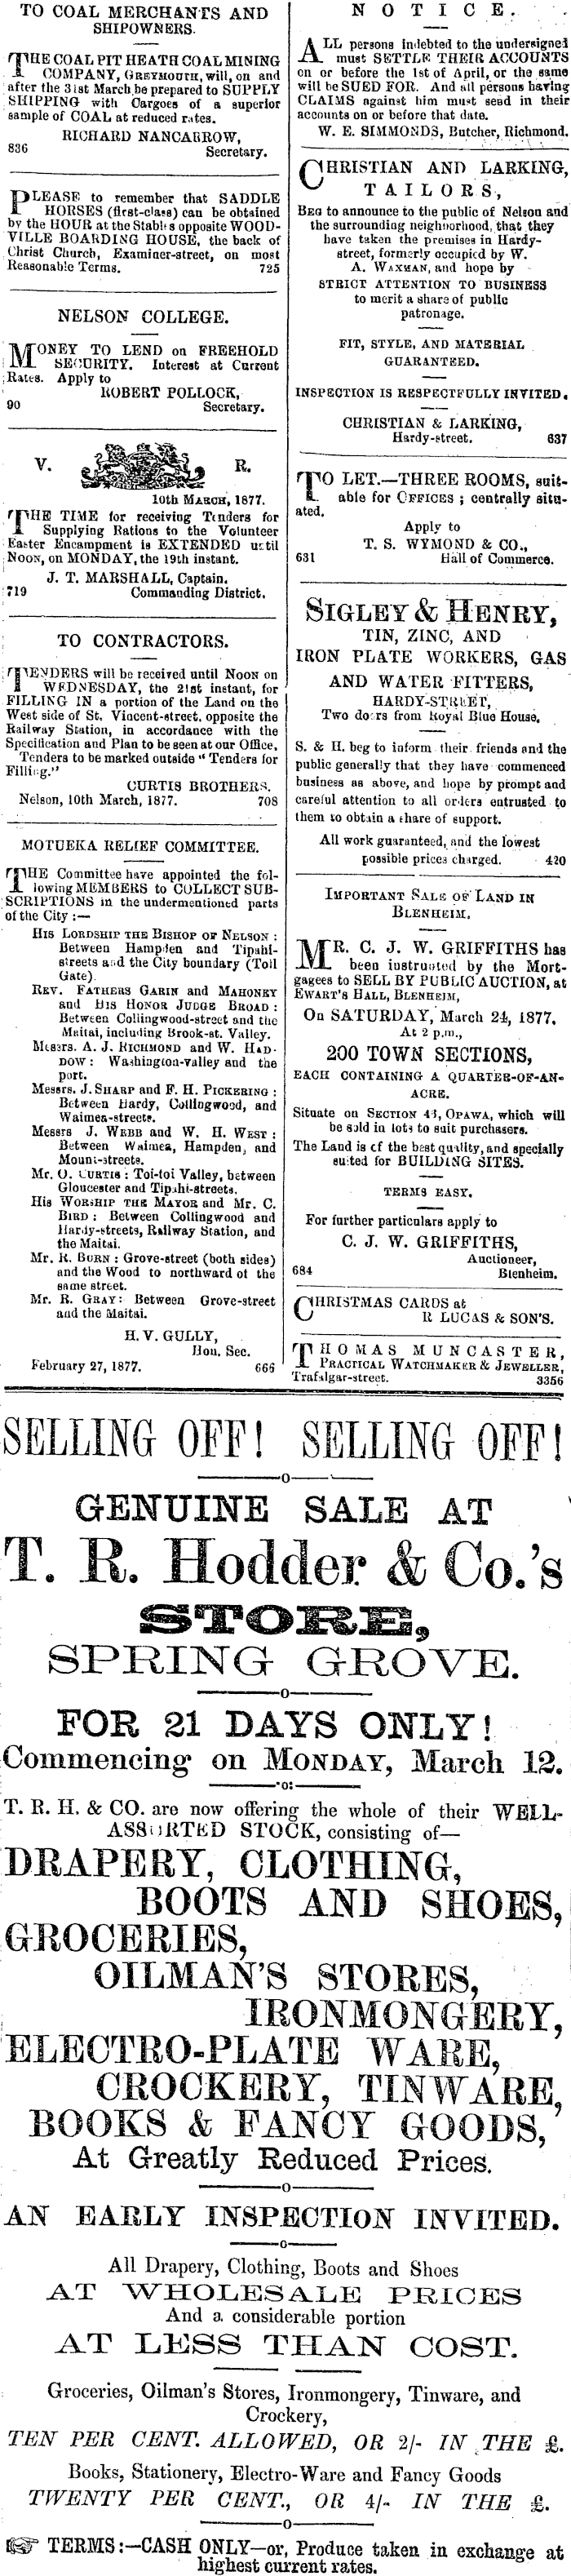 TO COAL MERCHANTS AND
SHIPOWNERS.
THE COAL PIT HEATH COAL MINING
COMPANY, GREYMOUTH, will, on and
after the 31st March be prepared to SUPPLY
SHIPPING with Cargoes of a superior
sample of COAL at reduced rates.
RICHARD NANCARROW,
836 Secretary.
PLEASE to remember that SADDLE
HORSES (first-class) can be obtained
by the HOUR at the Stables opposite WOOD-
VILLE BOARDING HOUSE, the back of
Christ Church, Examiner-street, on most
Reasonable Terms. 725
NELSON COLLEGE.
MONEY TO LEND on FREEHOLD
SECURITY. Interest at Current
Rates. Apply to
ROBERT POLLOCK,
90 Secretary.
V. R.
10th MARCH, 1877.
THE TIME for receiving Tenders for
Supplying Rations to the Volunteer
Easter Encampment is EXTENDED until
NOON, on MONDAY, the 19th instant.
J. T. MARSHALL, Captain.
719 Commanding District.
TO CONTRACTORS.
TENDERS will be received until NOON on
WEDNESDAY, the 21st instant, for
FILLING IN a portion of the Land on the
West side of St. Vincent-street, opposite the
Railway Station, in accordance with the
Specification and Plan to be seen at our Office.
Tenders to be marked outside "Tenders for
Filling."
CURTIS BROTHERS.
Nelson, 10th March, 1877. 708
MOTUEKA RELIEF COMMITTEE.
THE Committee have appointed the fol-
lowing MEMBERS to COLLECT SUB-
SCRIPTIONS in the undermentioned parts
of the City :—
HIS LORDSHIP THE BISHOP OF NELSON :
Between Hampden and Tipahi-
streets and the City boundary (Toll
Gate).
REV. FATHERS GARIN and MAHONEY
and HIS HONOR JUDGE BROAD :
Between Collingwood-street and the
Maitai, including Brook-st. Valley.
Messrs. A. J. RICHMOND and W. HAD-
DOW : Washington-valley and the
port.
Messrs. J. SHARP and F. H. PICKERING :
Between Hardy, Collingwood, and
Waimea-streets.
Messrs J. WEBB and W. H. WEST :
Between Waimea, Hampden, and
Mount-streets.
Mr. O. CURTIS : Toi-toi Valley, between
Gloucester and Tipahi-streets.
HIS WORSHIP THE MAYOR and Mr. C.
BIRD : Between Collingwood and
Hardy-streets, Railway Station, and
the Maitai.
Mr. R. BURN : Grove-street (both sides)
and the Wood to northward of the
same street.
Mr. R. GRAY : Between Grove-street
and the Maitai.
H. V. GULLY,
Hon. Sec.
February 27, 1877. 666
NOTICE.
ALL persons indebted to the undersigned
must SETTLE THEIR ACCOUNTS
on or before the 1st of April, or the same
will be SUED FOR. And all persons having
CLAIMS against him must send in their
accounts on or before that date.
W. E. SIMMONDS, Butcher, Richmond.
CHRISTIAN AND LARKING,
TAILORS,
BEG to announce to the public of Nelson and
the surrounding neighborhood, that they
have taken the premises in Hardy-
street, formerly occupied by W.
A. WAXMAN, and hope by
STRICT ATTENTION TO BUSINESS
to merit a share of public
patronage.
FIT, STYLE, AND MATERIAL
GUARANTEED.
INSPECTION IS RESPECTFULLY INVITED.
CHRISTIAN & LARKING,
Hardy-street. 637
TO LET.—THREE ROOMS, suit-
able for OFFICES ; centrally situ-
ated.
Apply to
T. S. WYMOND & CO.,
631 Hall of Commerce.
SIGLEY & HENRY,
TIN, ZINC, AND
IRON PLATE WORKERS, GAS
AND WATER FITTERS,
HARDY-STREET,
Two doors from Royal Blue House.
S. & H. beg to inform their friends and the
public generally that they have commenced
business as above, and hope by prompt and
careful attention to all orders entrusted to
them to obtain a share of support.
All work guaranteed, and the lowest
possible prices charged. 420
IMPORTANT SALE OF LAND IN
BLENHEIM.
MR. C. J. W. GRIFFITHS has
been instructed by the Mort-
gagees to SELL BY PUBLIC AUCTION, at
EWART'S HALL, BLENHEIM,
On SATURDAY, March 24, 1877.
At 2 p.m.,
200 TOWN SECTIONS,
EACH CONTAINING A QUARTER-OF-AN-
ACRE.
Situate on SECTION 43, OPAWA, which will
be sold in lots to suit purchasers.
The Land is of the best quality, and specially
suited for BUILDING SITES.
TERMS EASY.
For further particulars apply to
C. J. W. GRIFFITHS,
Auctioneer,
684 Blenheim.
CHRISTMAS CARDS at
R LUCAS & SON'S.
THOMAS MUNCASTER,
PRACTICAL WATCHMAKER & JEWELLER,
Trafalgar-street. 3356
SELLING OFF! SELLING OFF!
GENUINE SALE AT
T. R. Hodder & Co.'s
STORE,
SPRING GROVE.
FOR 21 DAYS ONLY!
Commencing on MONDAY, March 12.
T. R. H. & CO. are now offering the whole of their WELL-
ASSORTED STOCK, consisting of—
DRAPERY, CLOTHING,
BOOTS AND SHOES,
GROCERIES,
OILMAN'S STORES,
IRONMONGERY,
ELECTRO-PLATE WARE,
CROCKERY, TINWARE,
BOOKS & FANCY GOODS,
At Greatly Reduced Prices.
AN EARLY INSPECTION INVITED.
All Drapery, Clothing, Boots and Shoes
AT WHOLESALE PRICES
And a considerable portion
AT LESS THAN COST.
Groceries, Oilman's Stores, Ironmongery, Tinware, and
Crockery,
TEN PER CENT. ALLOWED, OR 2/- IN THE £.
Books, Stationery, Electro-Ware and Fancy Goods
TWENTY PER CENT., OR 4/- IN THE £.
☞ TERMS:—CASH ONLY—or, Produce taken in exchange at
highest current rates.